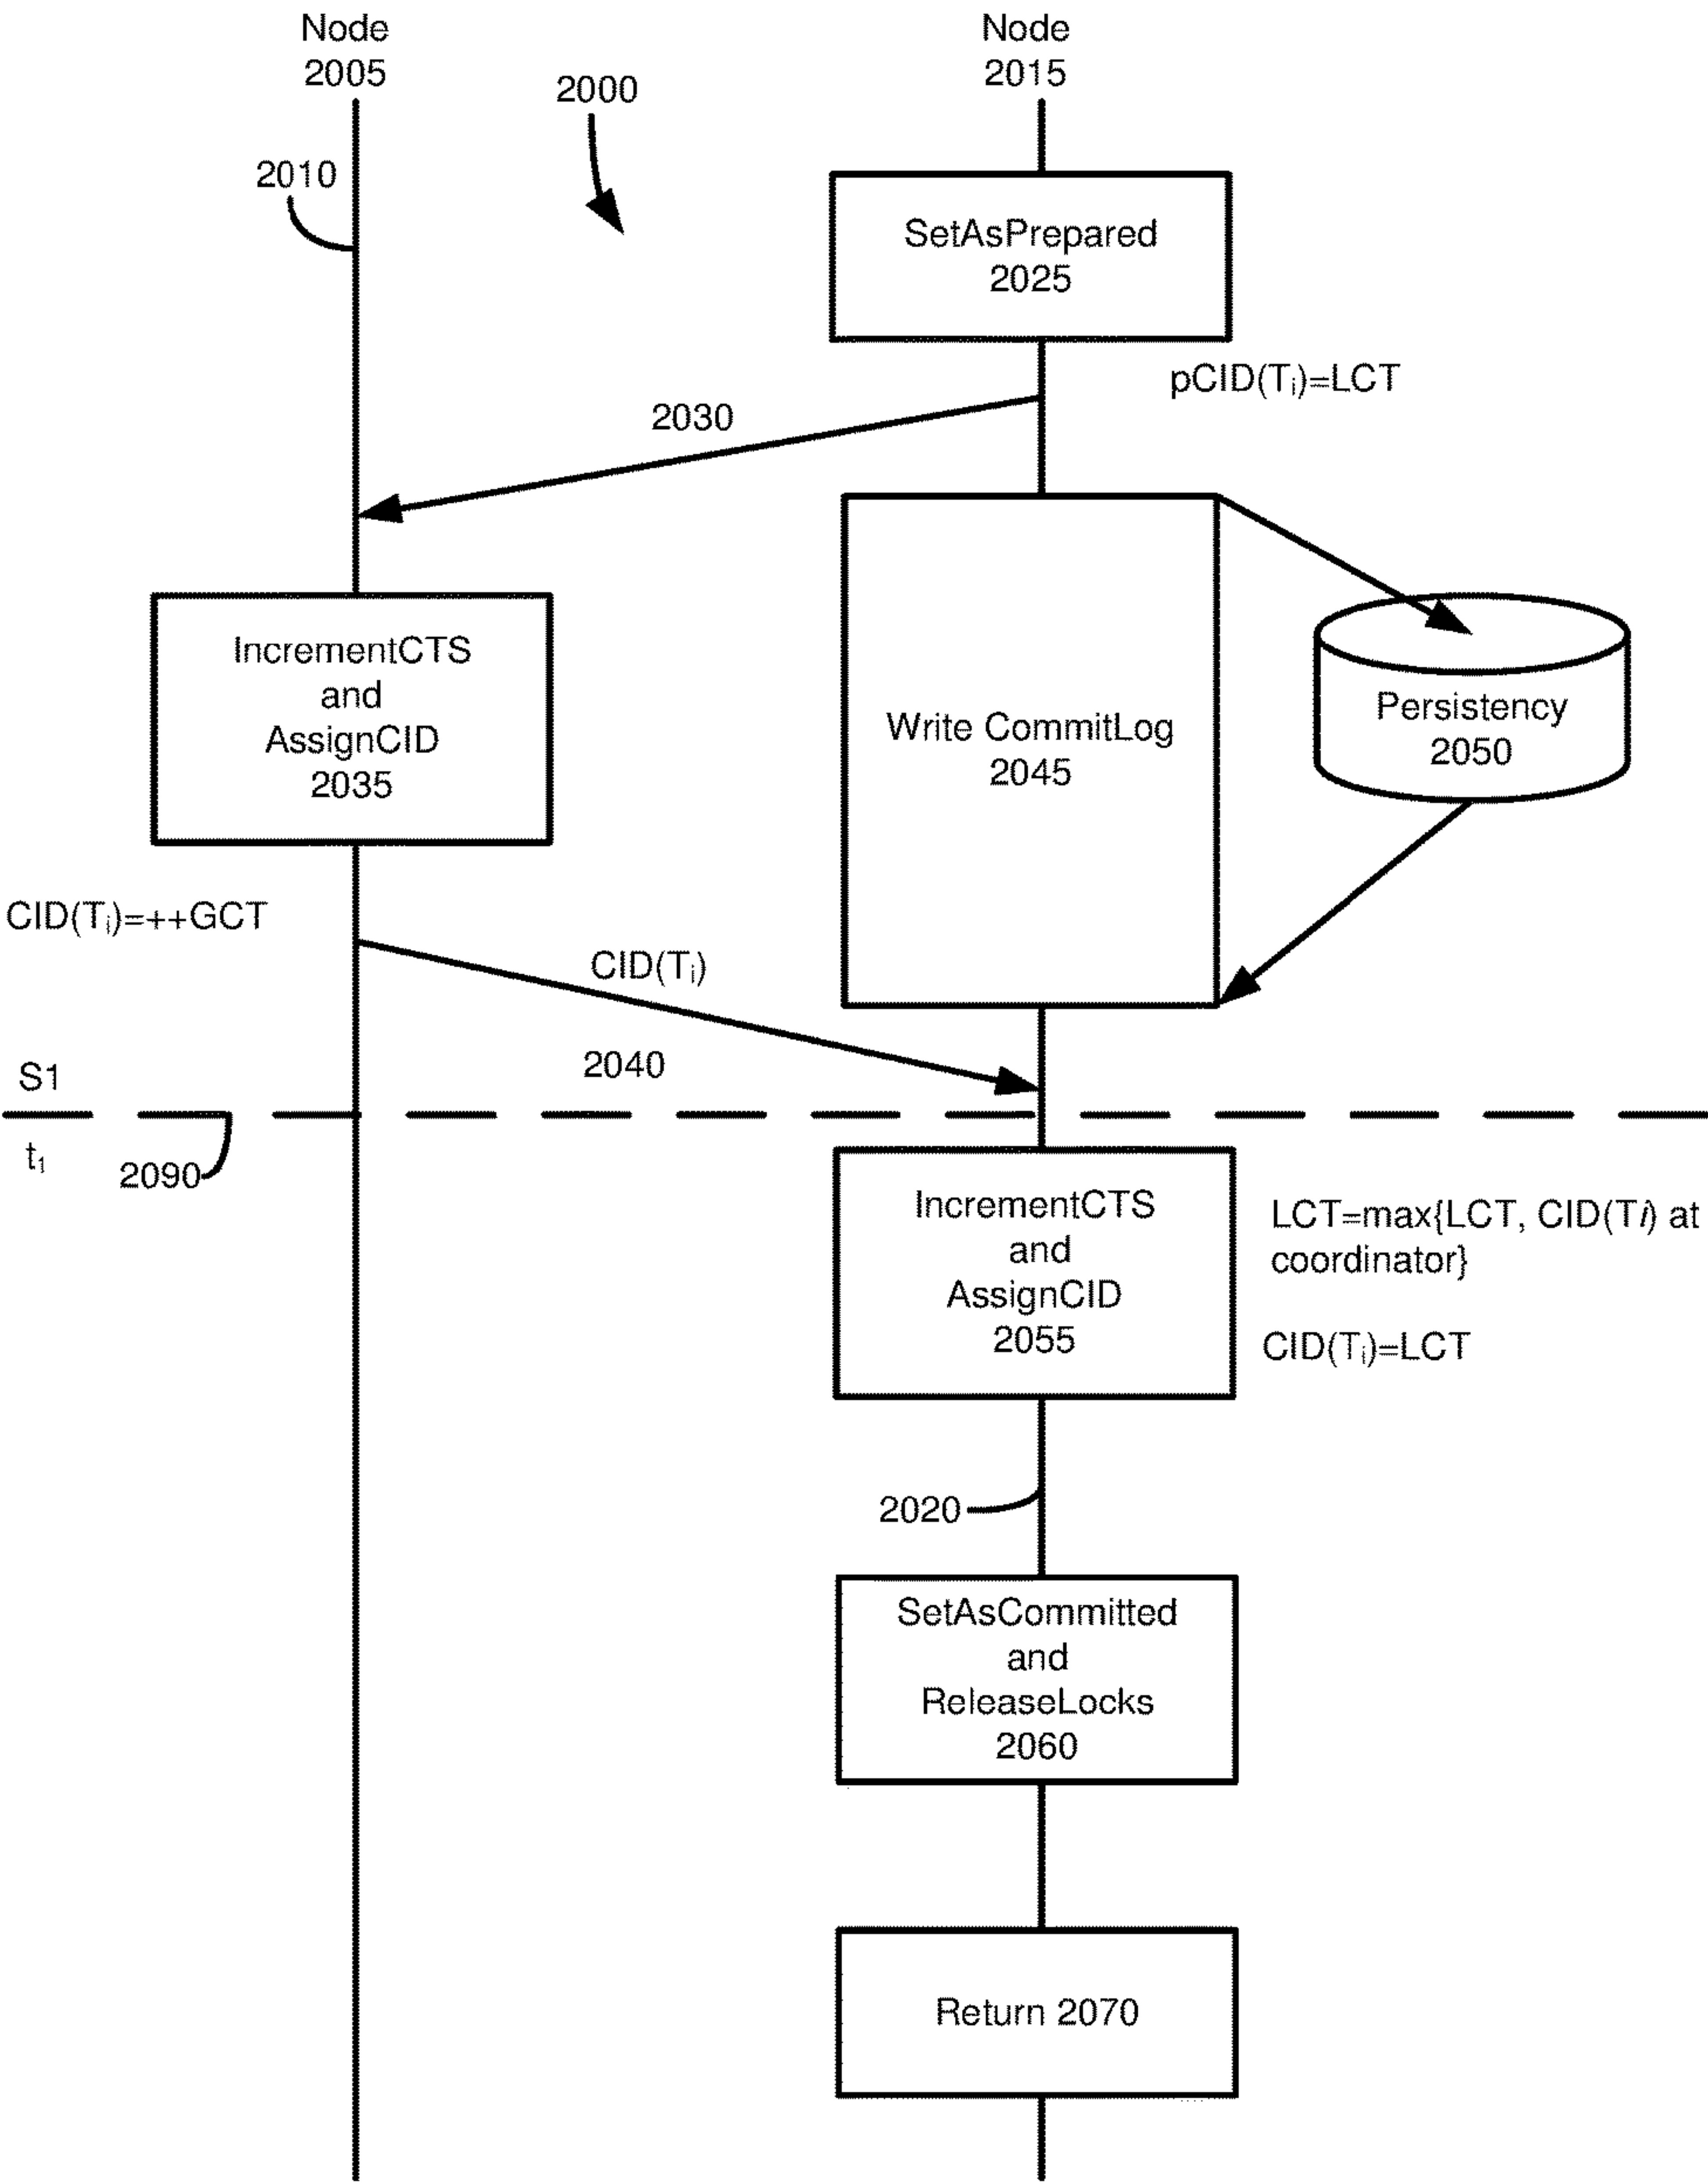 Node
2005
Node
2015
2000
2010
SetAsPrepared
2025
pCID(Tᵢ)=LCT
2030
IncrementCTS
and
AssignCID
2035
Write CommitLog
2045
Persistency
2050
CID(Tᵢ)=++GCT
CID(Tᵢ)
2040
S1
t₁
2090
IncrementCTS
and
AssignCID
2055
LCT=max{LCT, CID(Ti) at
coordinator}
CID(Tᵢ)=LCT
2020
SetAsCommitted
and
ReleaseLocks
2060
Return 2070